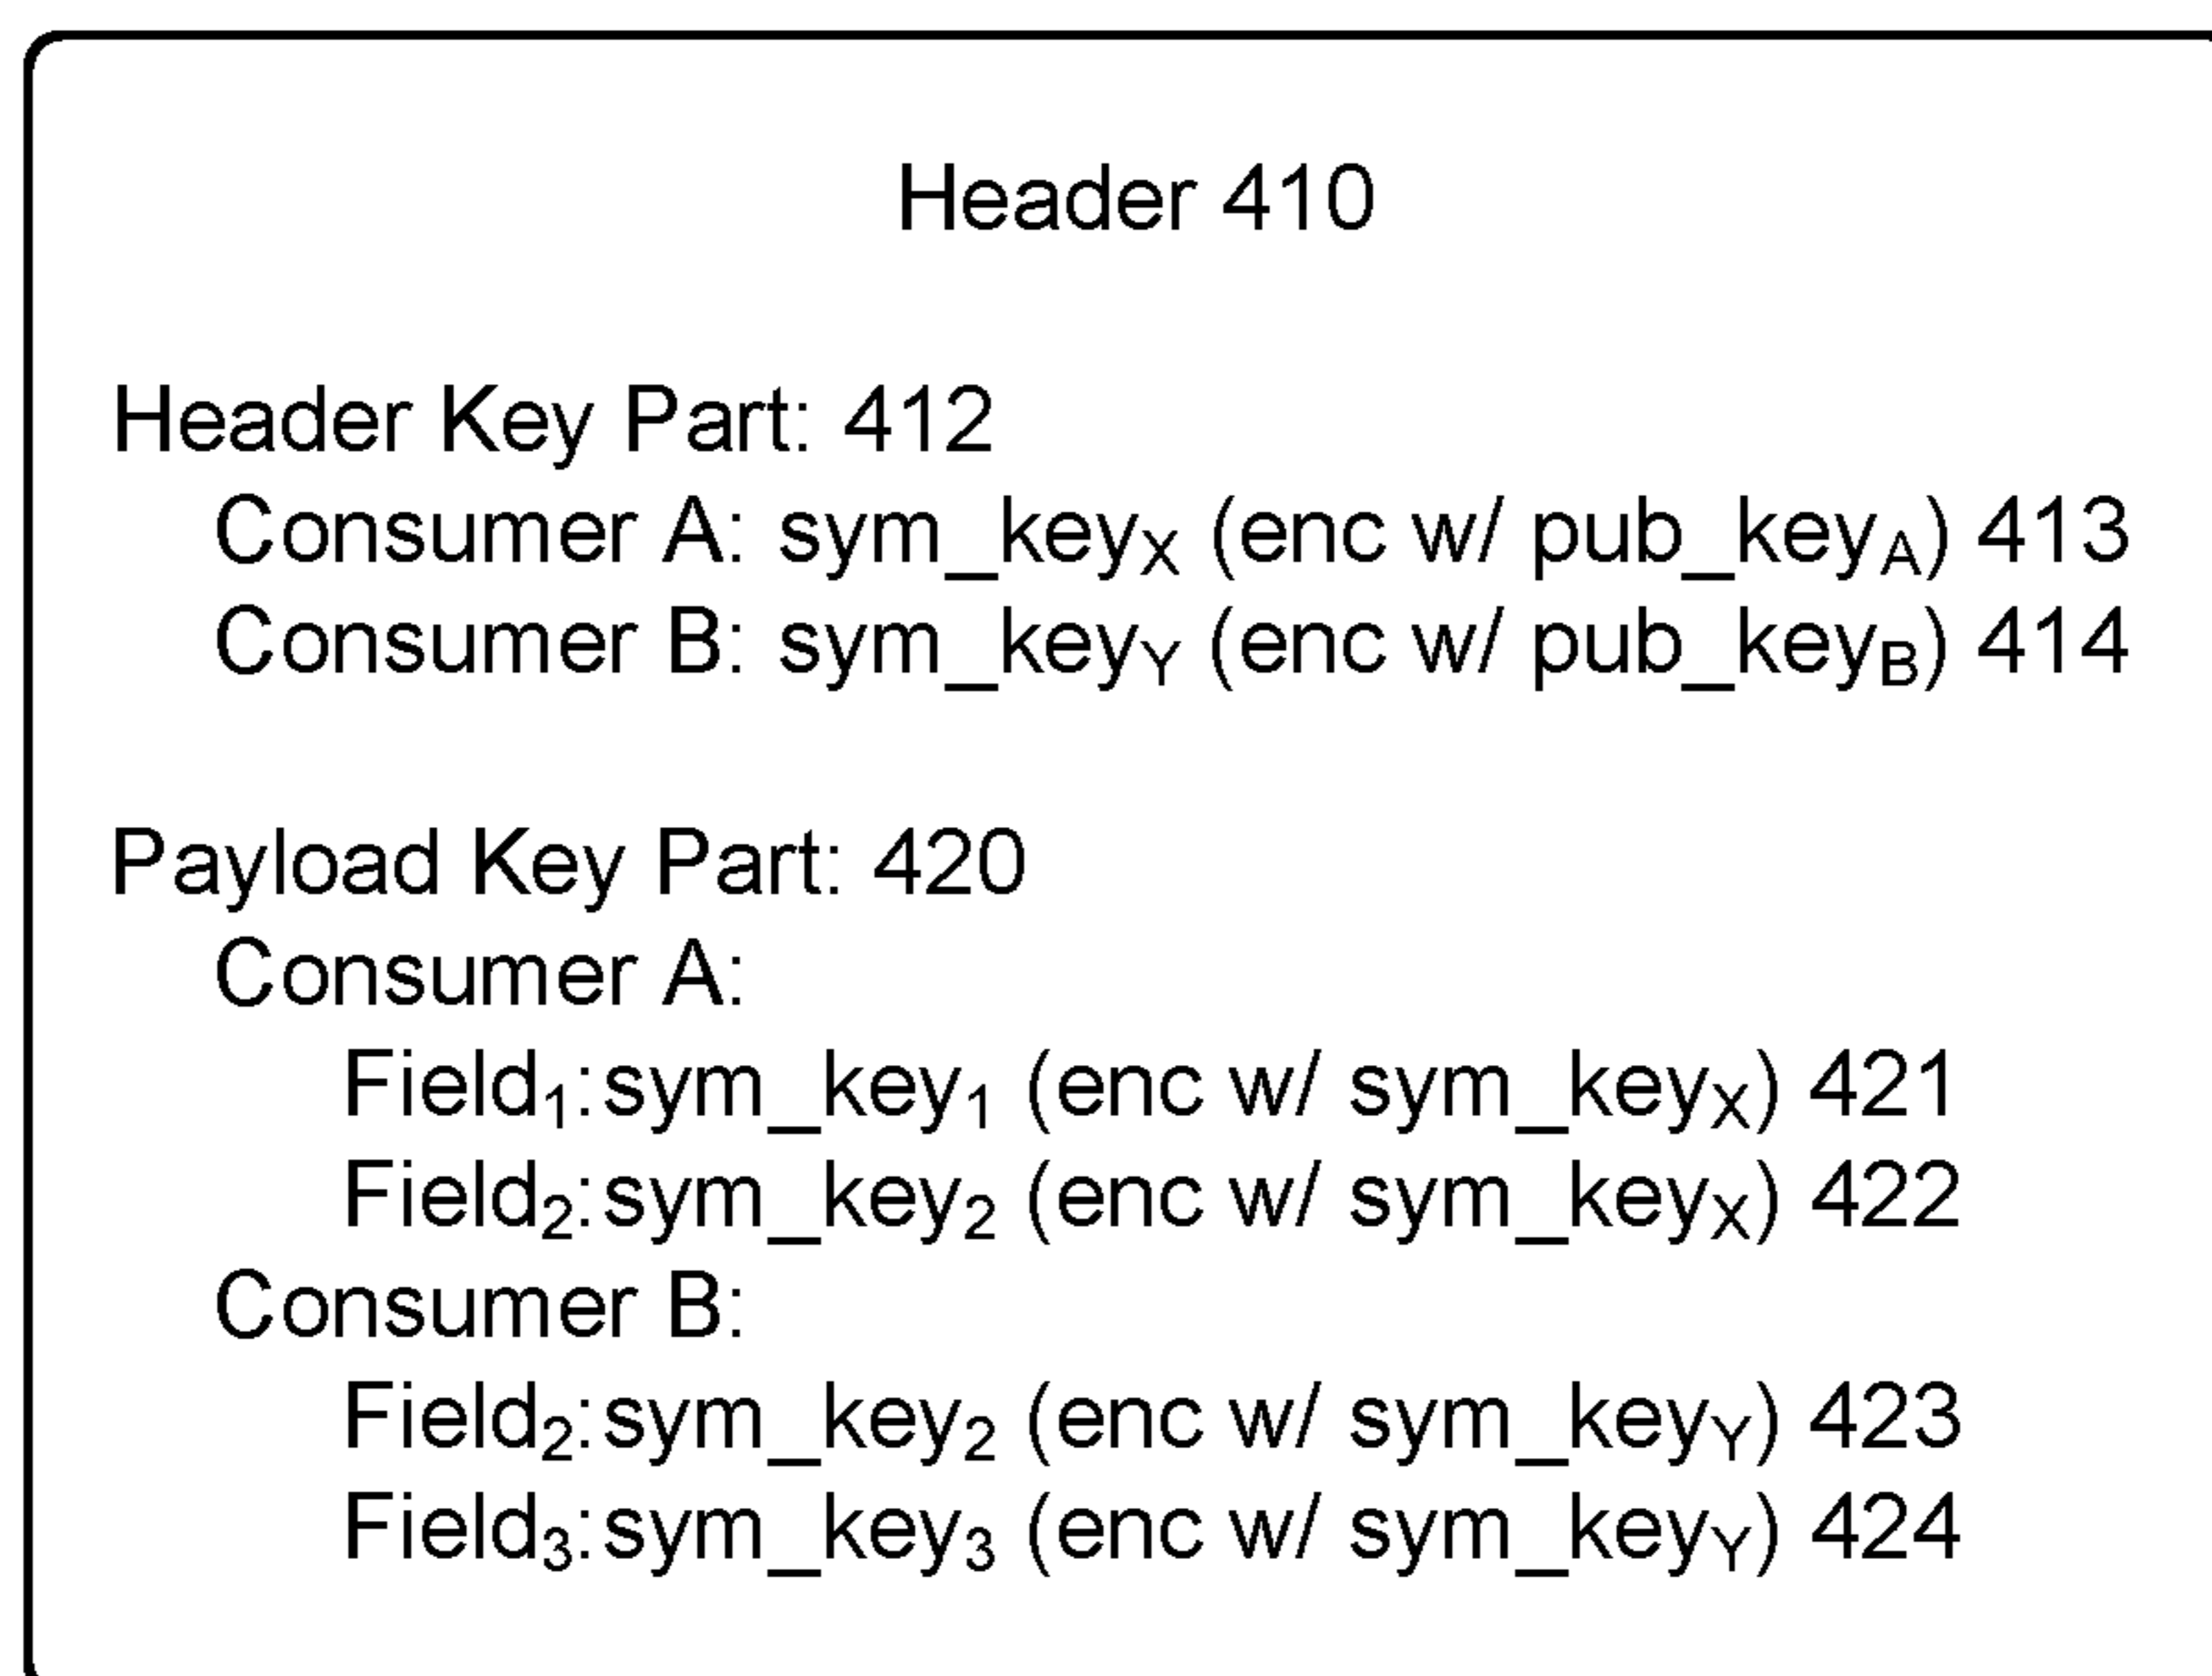 Header 410
Header Key Part: 412
Consumer A: sym_keyX (enc w/ pub_keyA) 413
Consumer B: sym_keyY (enc w/ pub_keyB) 414
Payload Key Part: 420
Consumer A:
Field1:sym_key1 (enc w/ sym_keyX) 421
Field2:sym_key2 (enc w/ sym_keyX) 422
Consumer B:
Field2:sym_key2 (enc w/ sym_keyY) 423
Field3:sym_key3 (enc w/ sym_keyY) 424